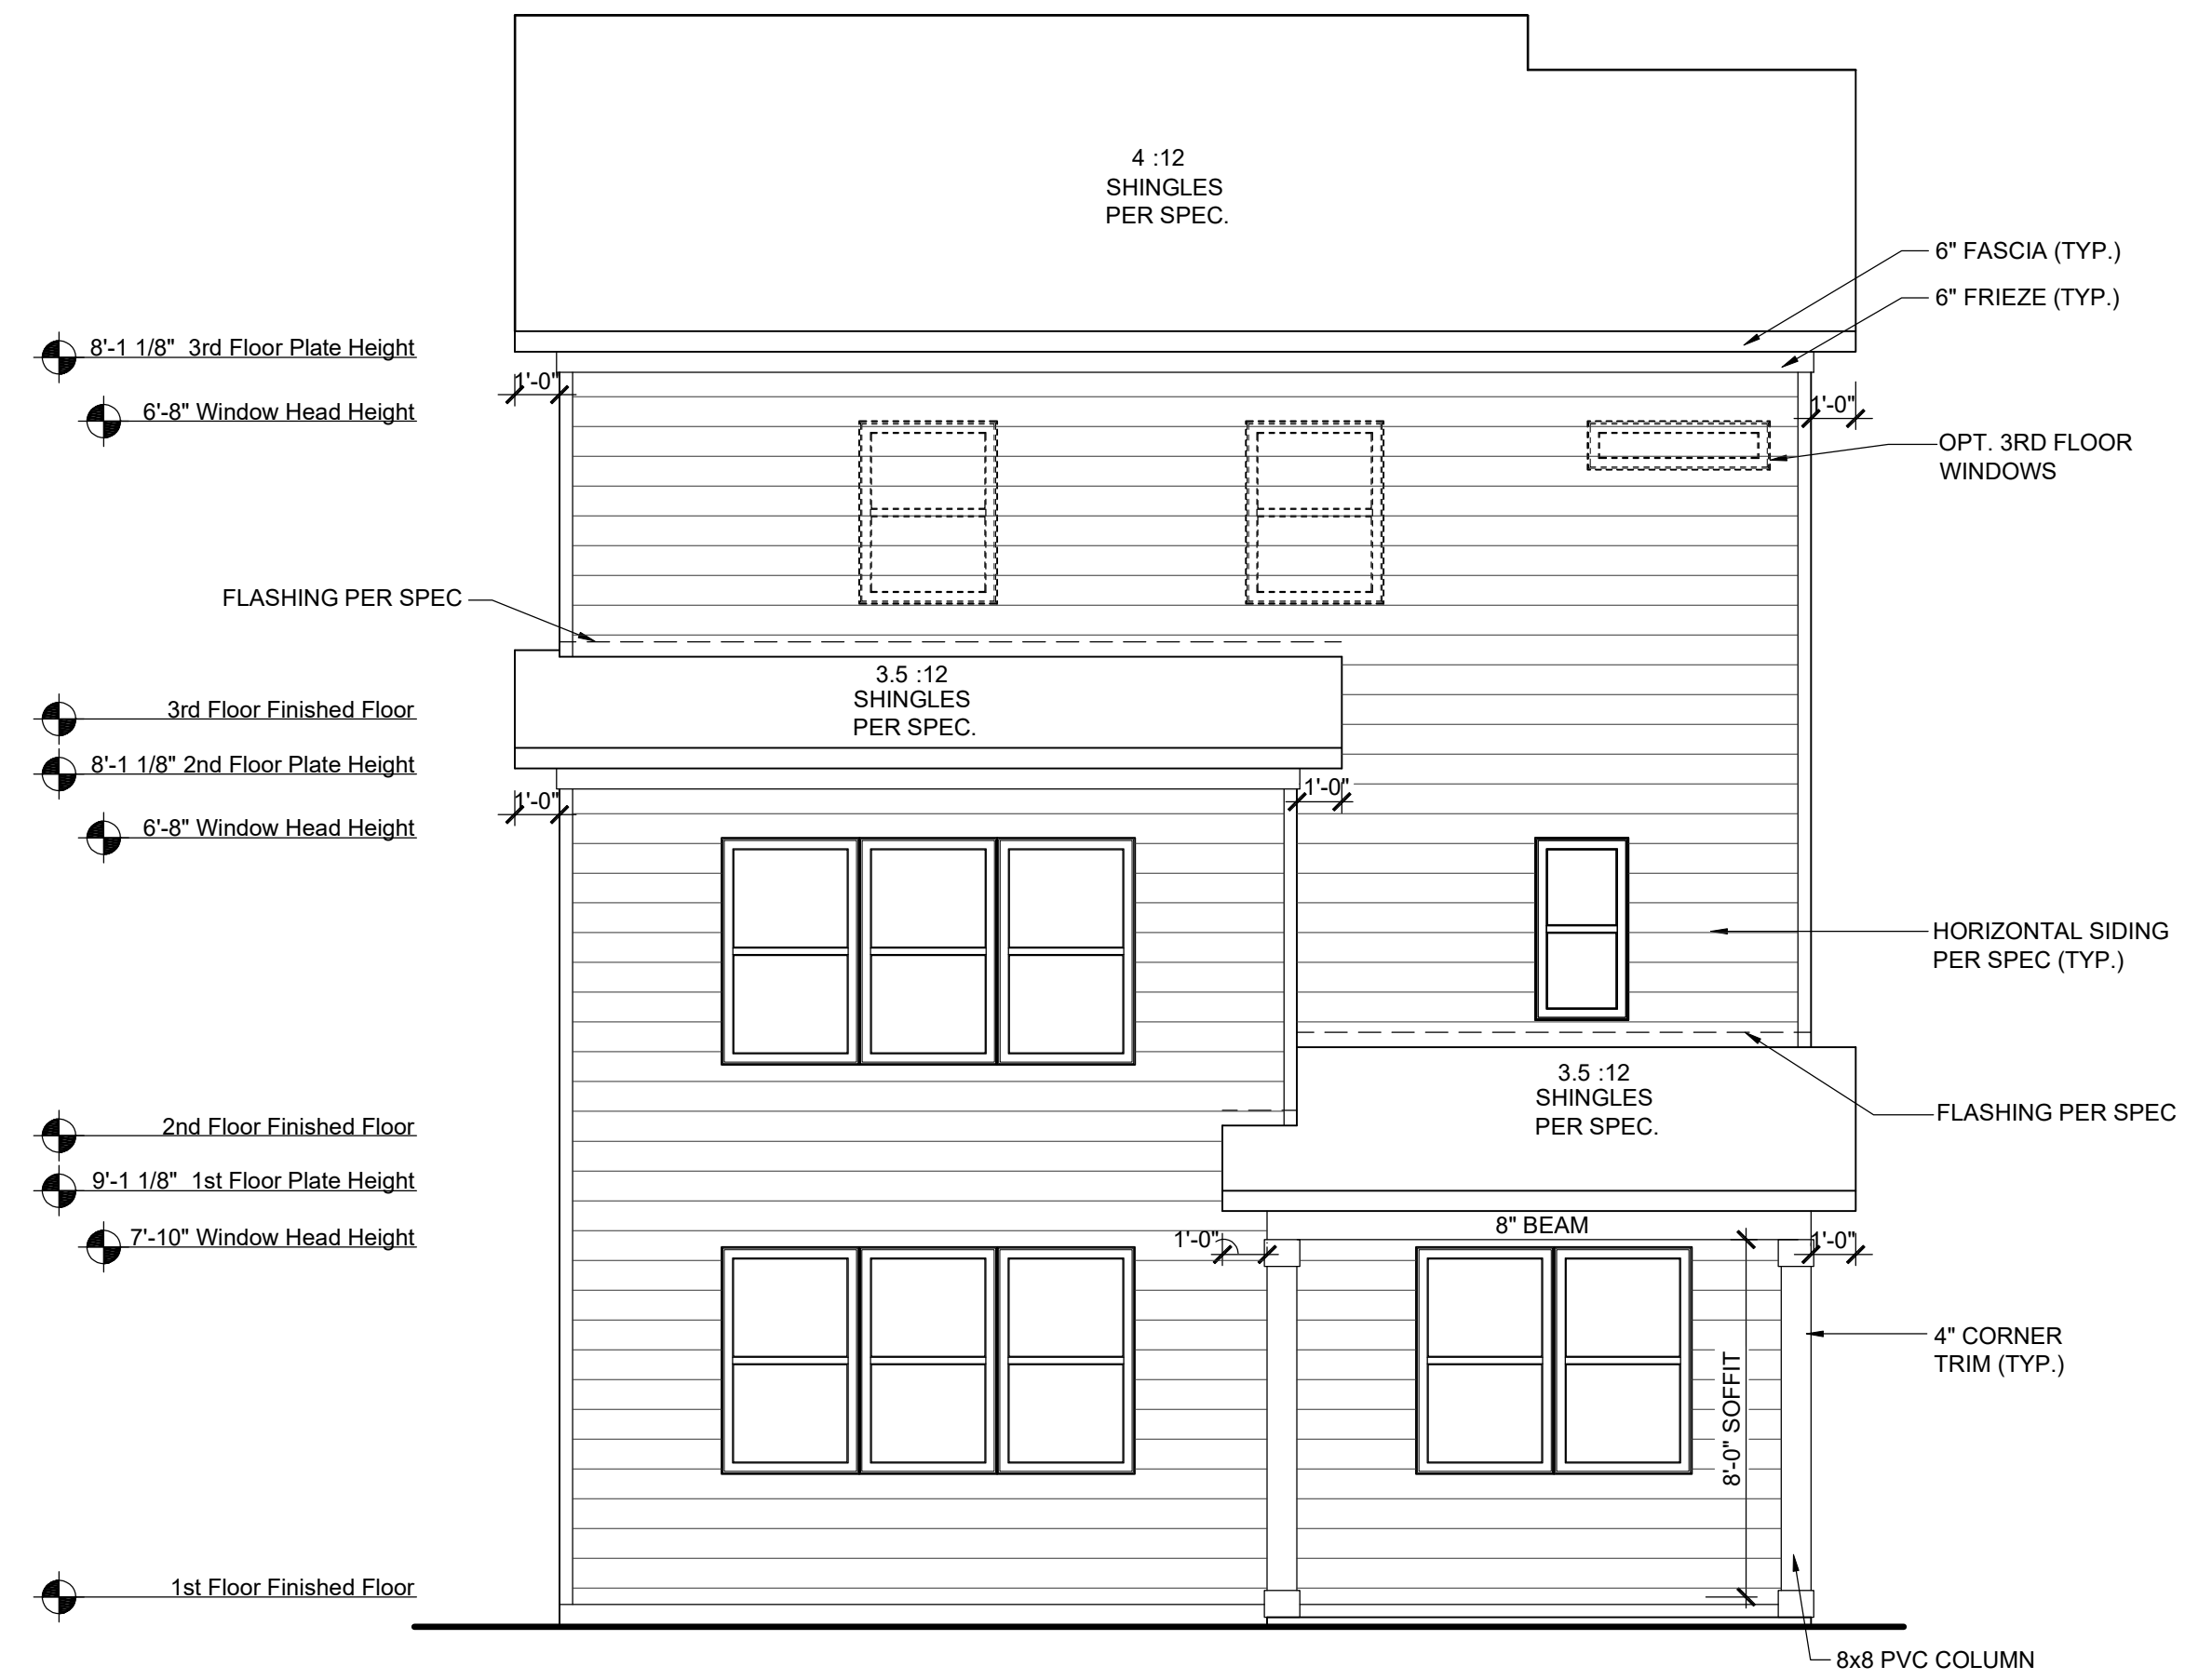 4 :12
SHINGLES
PER SPEC.
6" FASCIA (TYP.)
6" FRIEZE (TYP.)
8'-1 1/8"  3rd Floor Plate Height
1'-0"
6'-8" Window Head Height
1'-0"
OPT. 3RD FLOOR
WINDOWS
FLASHING PER SPEC
3.5 :12
SHINGLES
PER SPEC.
3rd Floor Finished Floor
8'-1 1/8" 2nd Floor Plate Height
1'-0"
1'-0"
6'-8" Window Head Height
HORIZONTAL SIDING
PER SPEC (TYP.)
3.5 :12
SHINGLES
PER SPEC.
FLASHING PER SPEC
2nd Floor Finished Floor
9'-1 1/8"  1st Floor Plate Height
8" BEAM
7'-10" Window Head Height
1'-0"
1'-0"
4" CORNER
TRIM (TYP.)
8'-0" SOFFIT
1st Floor Finished Floor
8x8 PVC COLUMN